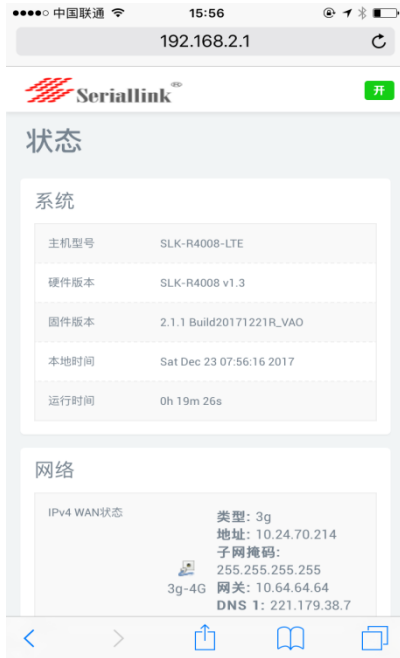 中国联通 15:56
192.168.2.1
Seriallink® 开
状态
系统
主机型号 SLK-R4008-LTE
硬件版本 SLK-R4008 v1.3
固件版本 2.1.1 Build20171221R_VAO
本地时间 Sat Dec 23 07:56:16 2017
运行时间 0h 19m 26s
网络
IPv4 WAN状态 类型: 3g
地址: 10.24.70.214
子网掩码:
255.255.255.255
3g-4G 网关: 10.64.64.64
DNS 1: 221.179.38.7